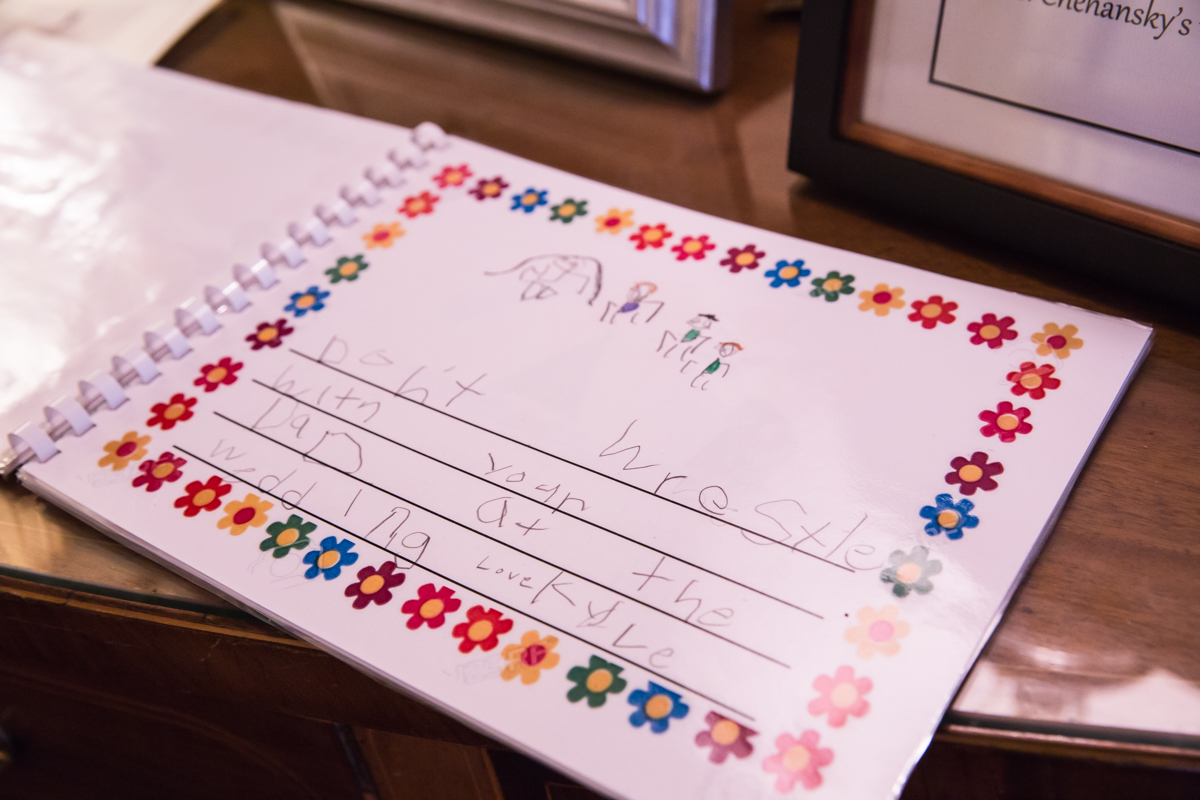 Don't Wrestle
with your
DaD at the
wedding Love Kyle